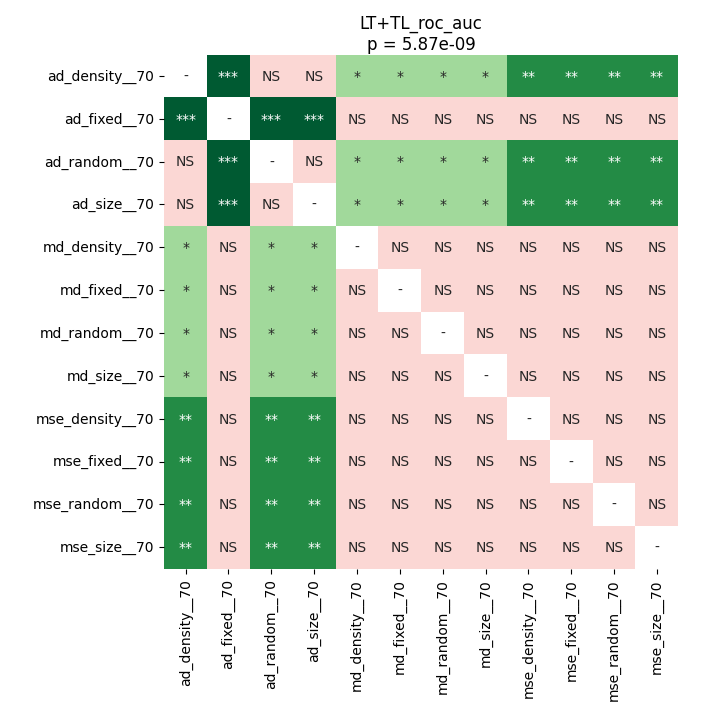 LT+TL_roc_auc
p = 5.87e-09
ad_density__70 - *** NS NS * * * * ** ** ** **
ad_fixed__70 *** - *** *** NS NS NS NS NS NS NS NS
ad_random__70 NS *** - NS * * * * ** ** ** **
ad_size__70 NS *** NS - * * * * ** ** ** **
md_density__70 * NS * * - NS NS NS NS NS NS NS
md_fixed__70 * NS * * NS - NS NS NS NS NS NS
md_random__70 * NS * * NS NS - NS NS NS NS NS
md_size__70 * NS * * NS NS NS - NS NS NS NS
mse_density__70 ** NS ** ** NS NS NS NS - NS NS NS
mse_fixed__70 ** NS ** ** NS NS NS NS NS - NS NS
mse_random__70 ** NS ** ** NS NS NS NS NS NS - NS
mse_size__70 ** NS ** ** NS NS NS NS NS NS NS -
ad_density__70
ad_fixed__70
ad_random__70
ad_size__70
md_density__70
md_fixed__70
md_random__70
md_size__70
mse_density__70
mse_fixed__70
mse_random__70
mse_size__70